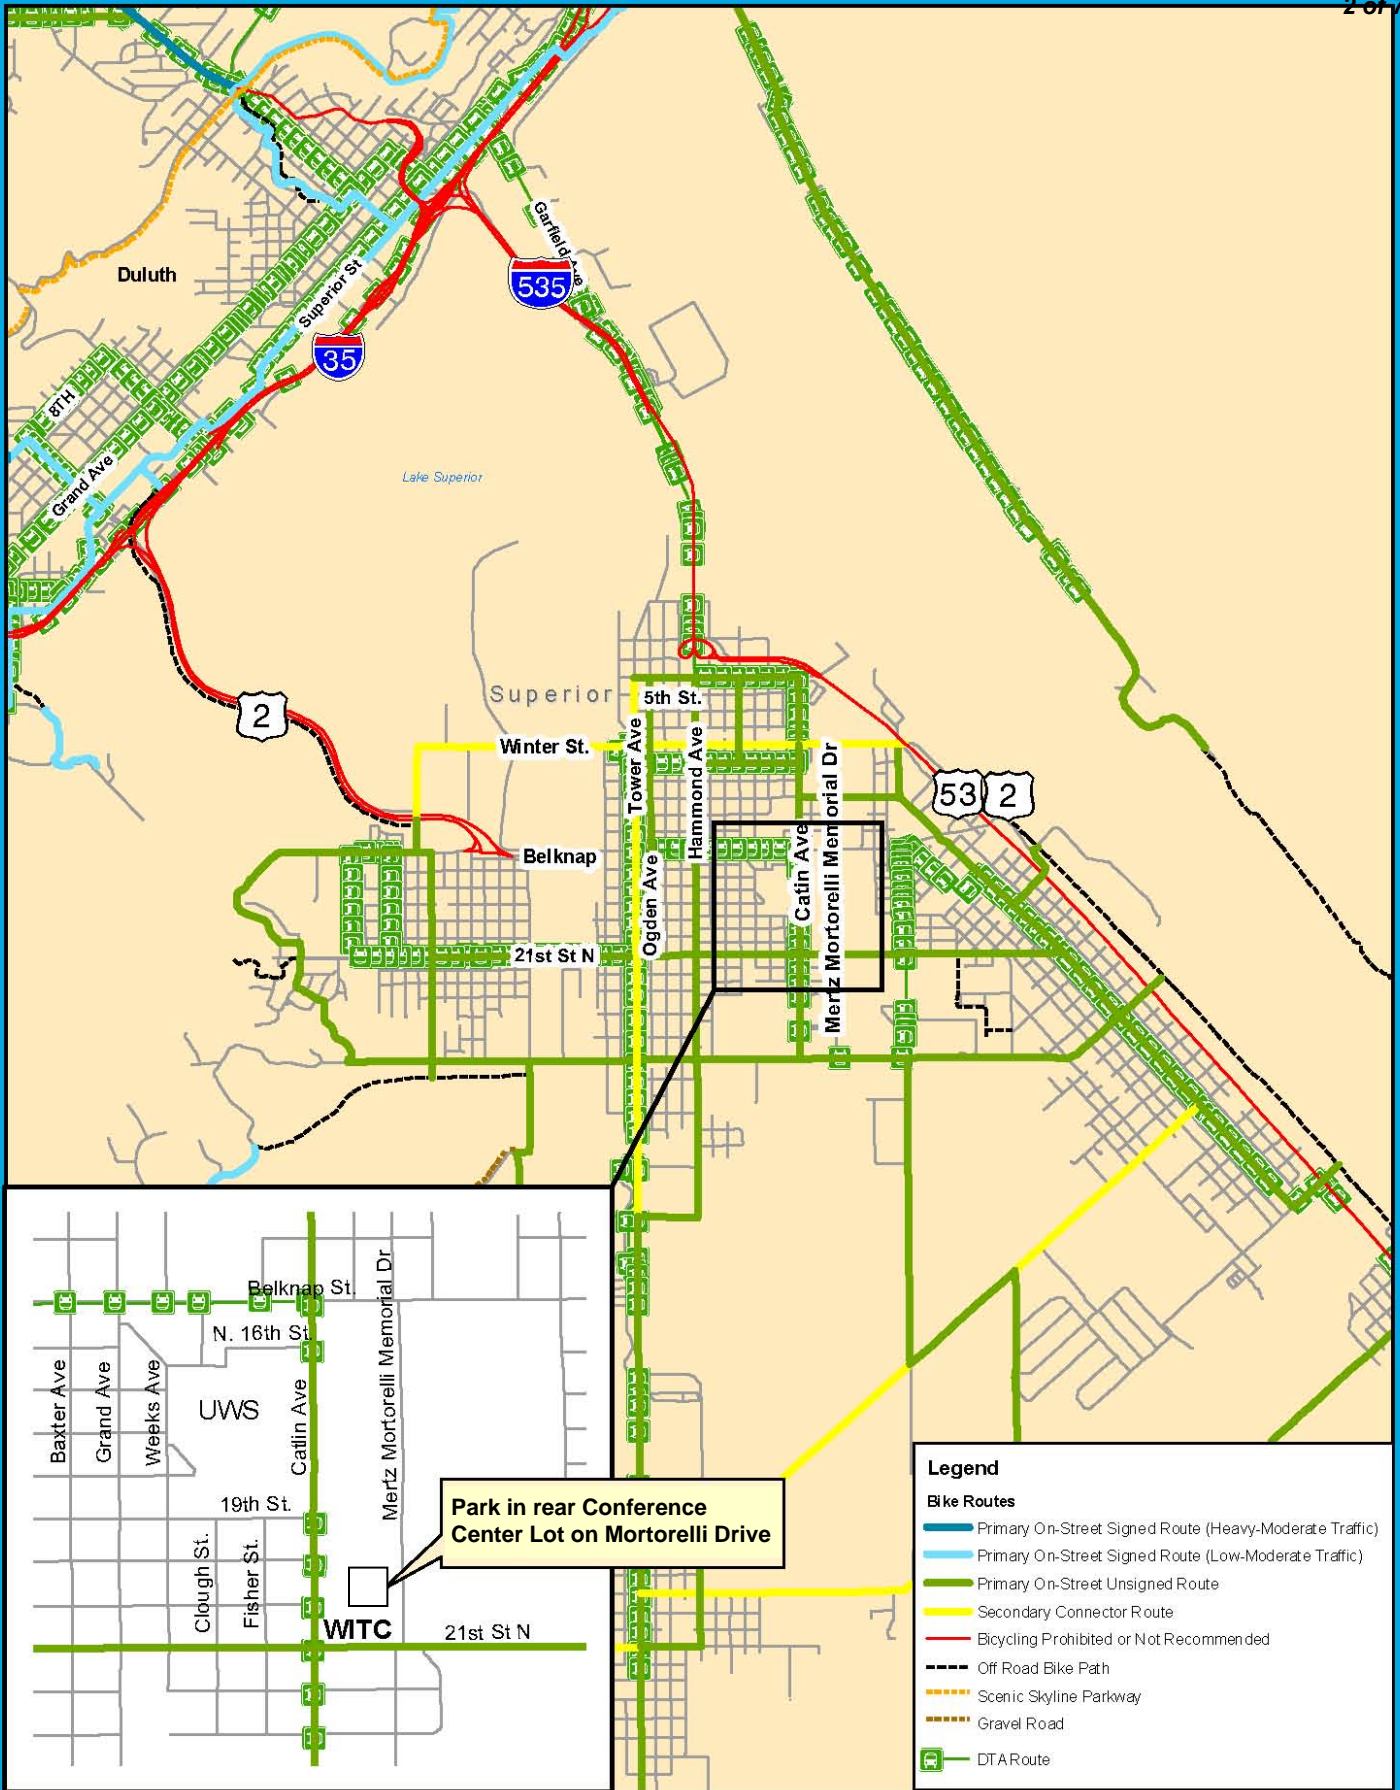 2 of
Duluth
Superior St
Garfield Ave
535
35
8TH
Grand Ave
Lake Superior
2
Superior
5th St.
Winter St.
Tower Ave
Hammond Ave
Mertz Mortorelli Memorial Dr
53
2
Belknap
Ogden Ave
Catin Ave
21st St N
Belknap St.
N. 16th St.
Mertz Mortorelli Memorial Dr
Baxter Ave
Grand Ave
Weeks Ave
UWS
Catlin Ave
19th St.
Clough St.
Fisher St.
WITC
21st St N
Park in rear Conference
Center Lot on Mortorelli Drive
Legend
Bike Routes
Primary On-Street Signed Route (Heavy-Moderate Traffic)
Primary On-Street Signed Route (Low-Moderate Traffic)
Primary On-Street Unsigned Route
Secondary Connector Route
Bicycling Prohibited or Not Recommended
Off Road Bike Path
Scenic Skyline Parkway
Gravel Road
DTA Route